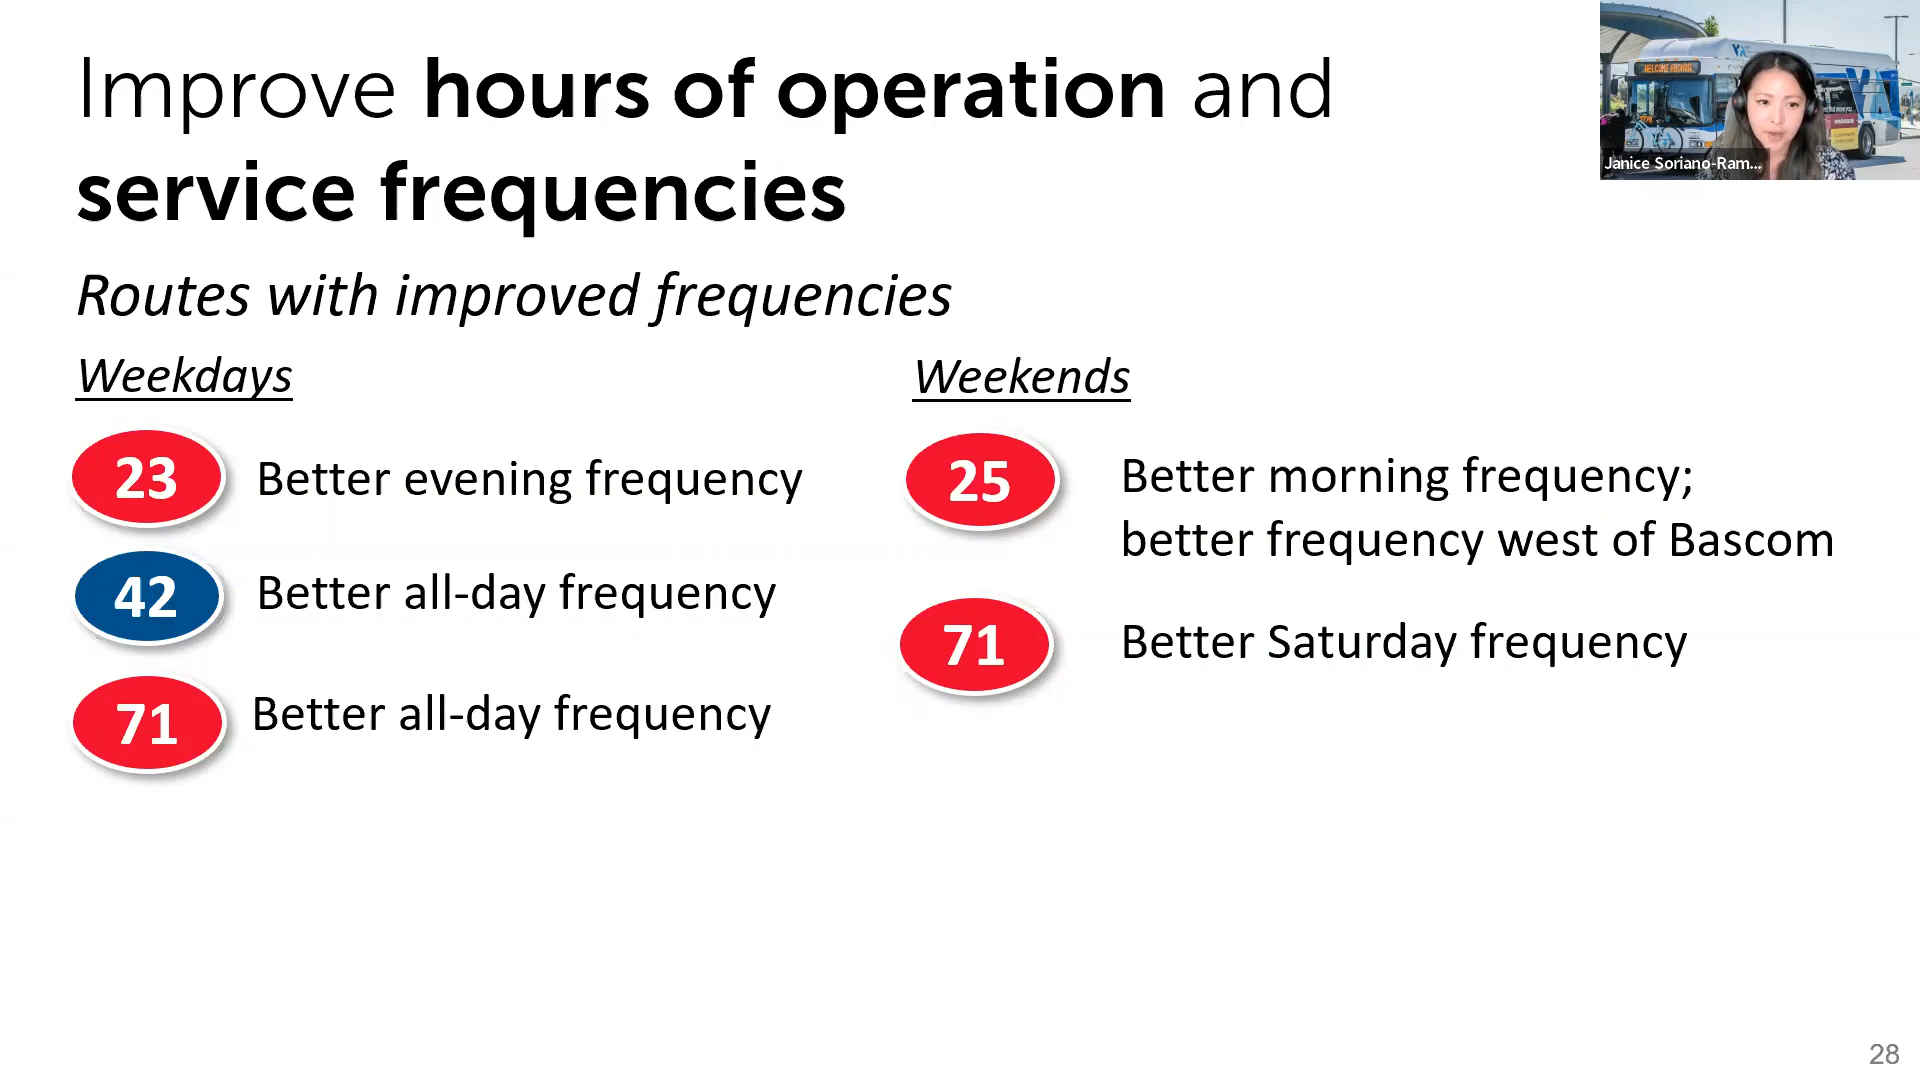 Improve hours of operation and
service frequencies
Routes with improved frequencies
Weekdays
23 Better evening frequency
42 Better all-day frequency
71 Better all-day frequency
Weekends
25 Better morning frequency;
better frequency west of Bascom
71 Better Saturday frequency
WELCOME ABOARD
Janice Soriano-Ram...
28